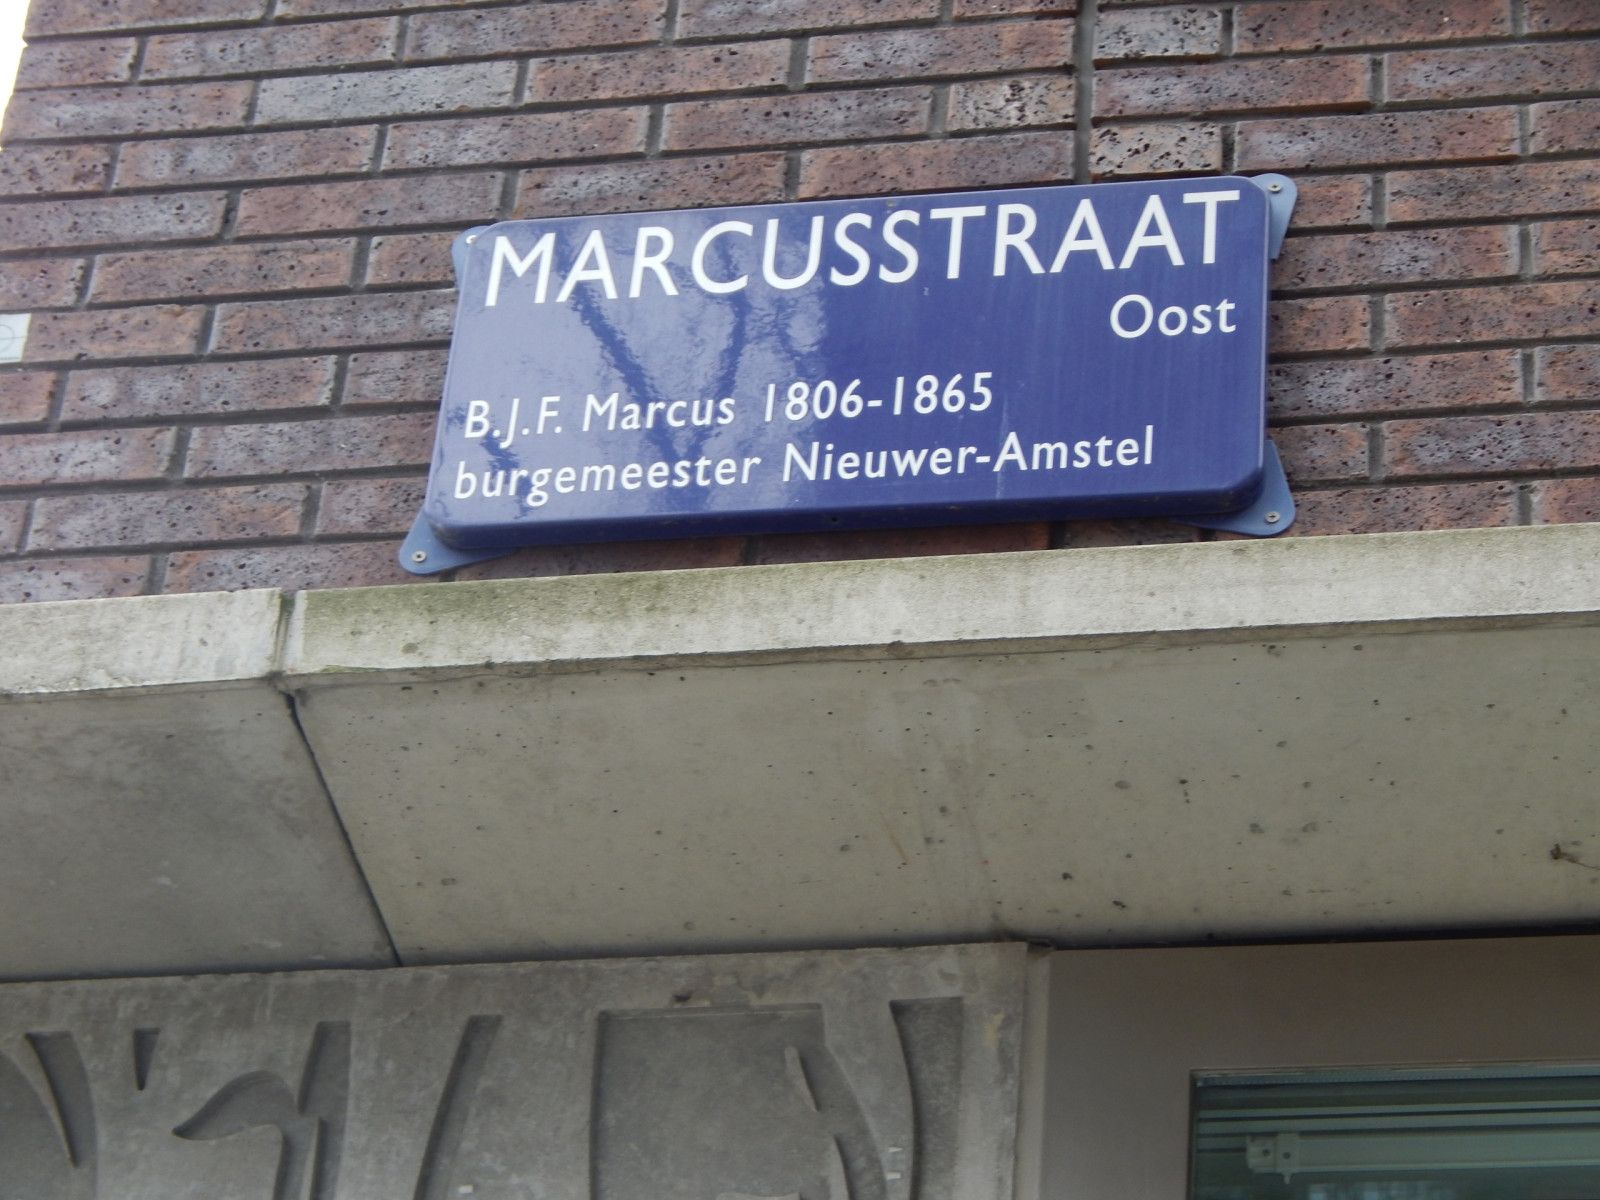 MARCUSSTRAAT
Oost
B.J.F. Marcus 1806-1865
burgemeester Nieuwer-Amstel